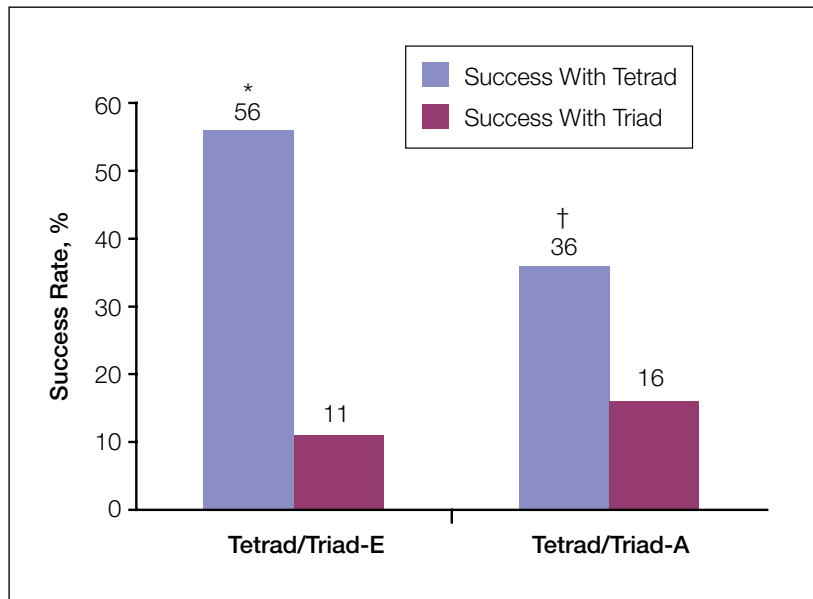 Success With Tetrad
Success With Triad
Success Rate, %
60
50
40
30
20
10
0
*
56
11
†
36
16
Tetrad/Triad-E
Tetrad/Triad-A